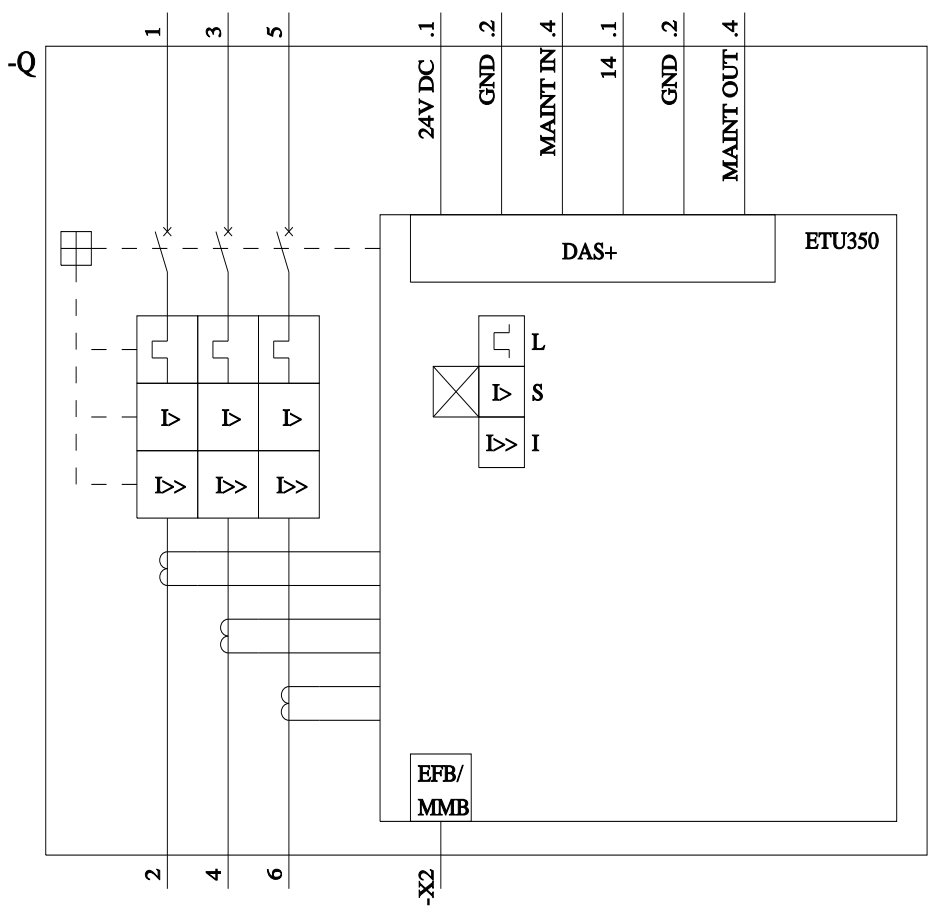 1
3
5
.1
.2
.4
.1
.2
.4
-Q
24V DC
GND
MAINT IN
14
GND
MAINT OUT
DAS+
ETU350
L
I> S
I>> I
I> I> I>
I>> I>> I>>
EFB/
MMB
2
4
6
-X2